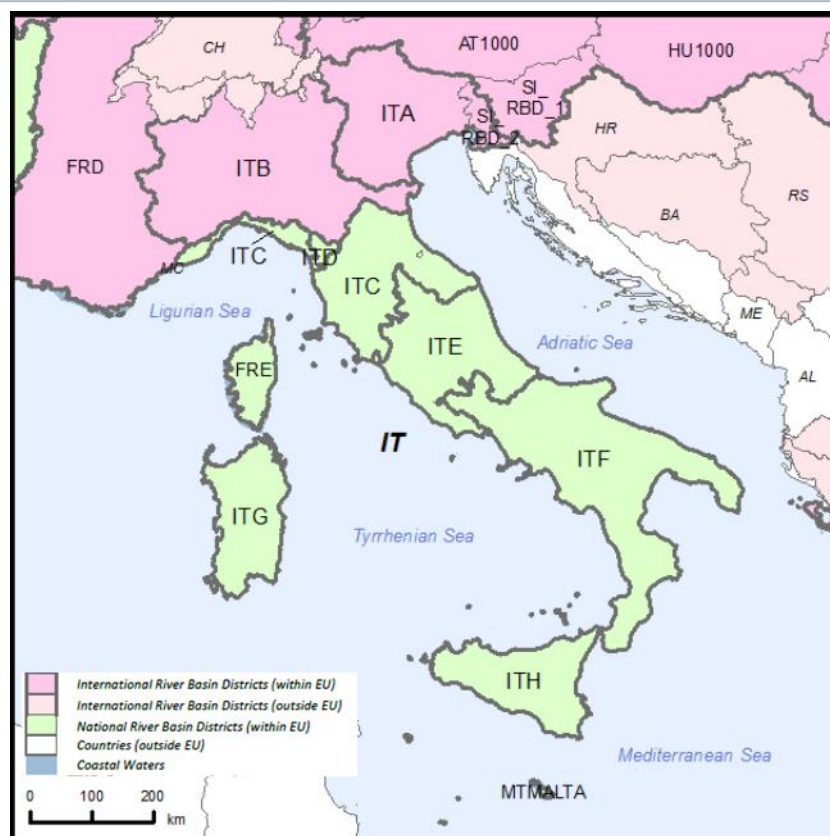 CH
AT1000
HU1000
ITA
SI_
RBD_1
SI_
RBD_2
HR
FRD
ITB
RS
BA
MC
ITC
ITD
ITC
Ligurian Sea
ME
ITE
Adriatic Sea
FRE
AL
IT
ITF
ITG
Tyrrhenian Sea
ITH
International River Basin Districts (within EU)
International River Basin Districts (outside EU)
National River Basin Districts (within EU)
Countries (outside EU)
Coastal Waters
Mediterranean Sea
MTMALTA
0 100 200
km